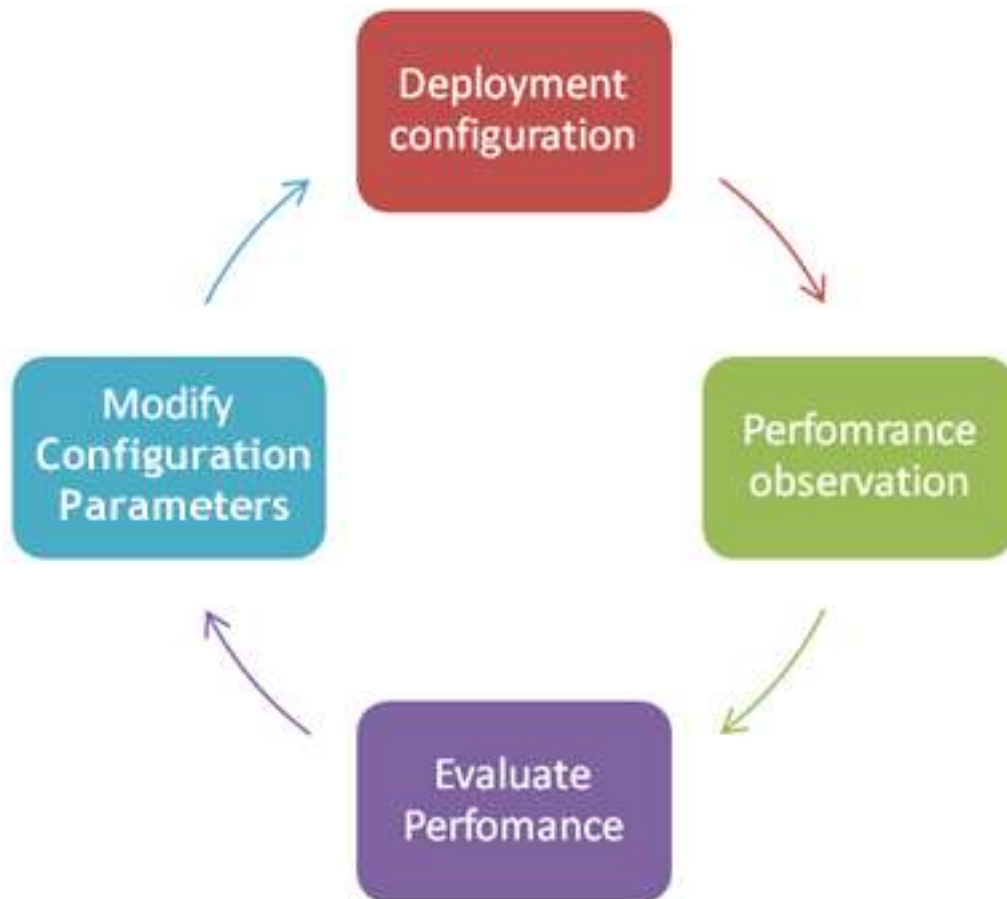 Deployment
configuration
Perfomrance
observation
Evaluate
Perfomance
Modify
Configuration
Parameters